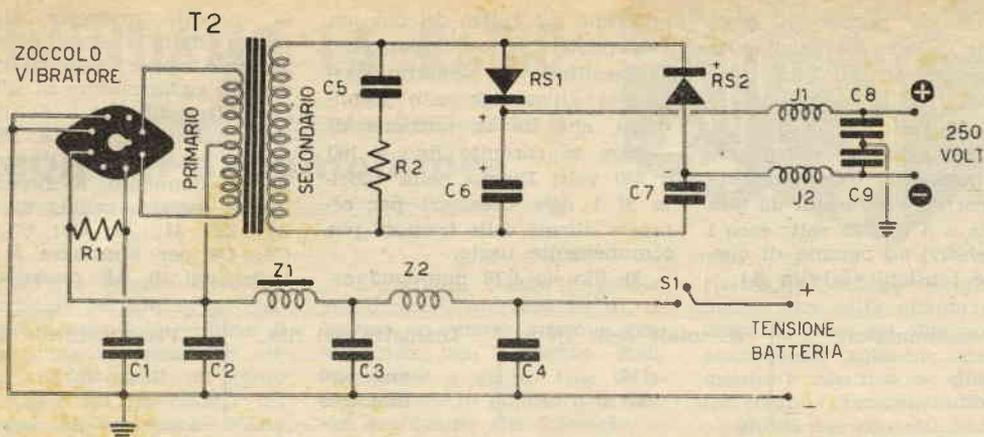 T2
ZOCCOLO
VIBRATORE
PRIMARIO
SECONDARIO
C5
R2
RS1
+
C6
+
RS2
+
C7
J1
J2
C8
C9
+
250
VOLT
-
R1
Z1
Z2
S1
+
TENSIONE
BATTERIA
-
C1
C2
C3
C4